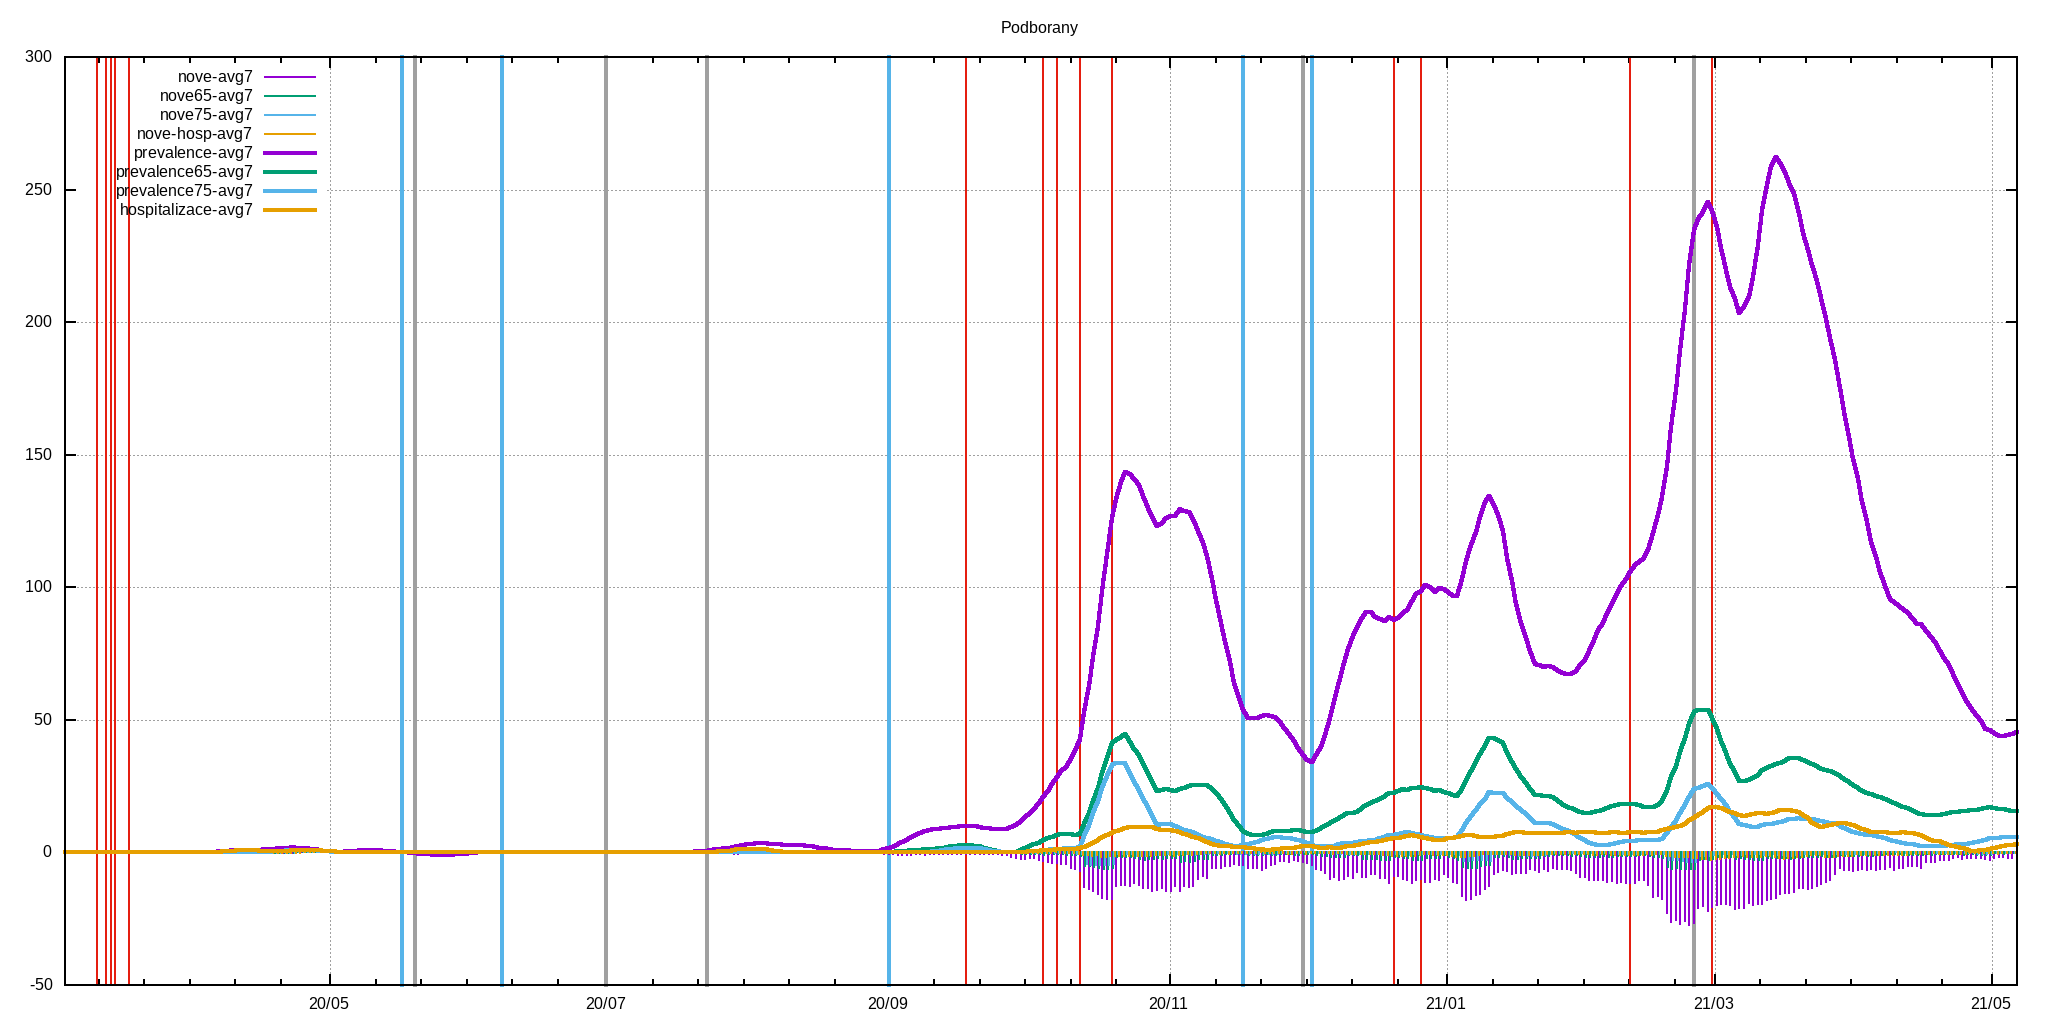 Podborany
300
nove-avg7
nove65-avg7
nove75-avg7
nove-hosp-avg7
prevalence-avg7
prevalence65-avg7
prevalence75-avg7
hospitalizace-avg7
250
200
150
100
50
0
-50
20/05 20/07 20/09 20/11 21/01 21/03 21/05